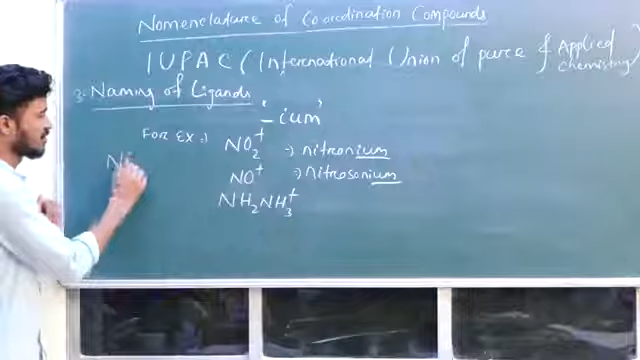 Nomenclature of Coordination Compounds
IUPAC (International Union of pure & Applied Chemistry)
3. Naming of Ligands
'– ium'
For Ex :)
NO₂⁺ :) nitronium
NO⁺ :) nitrosonium
NH₂NH₃⁺
N